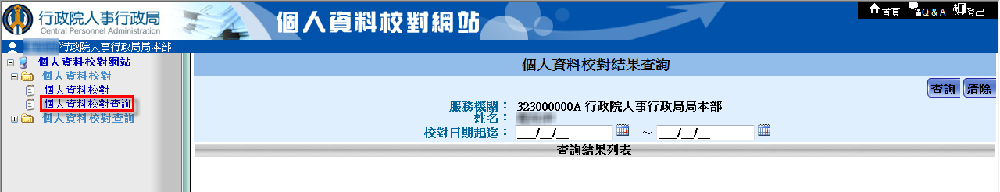 行政院人事行政局
Central Personnel Administration
個人資料校對網站
首頁 Q & A 登出
行政院人事行政局局本部
個人資料校對網站
個人資料校對
個人資料校對
個人資料校對查詢
個人資料校對查詢
個人資料校對結果查詢
查詢 清除
服務機關： 323000000A 行政院人事行政局局本部
姓名：
校對日期起迄： ___/__/__ ～ ___/__/__
查詢結果列表